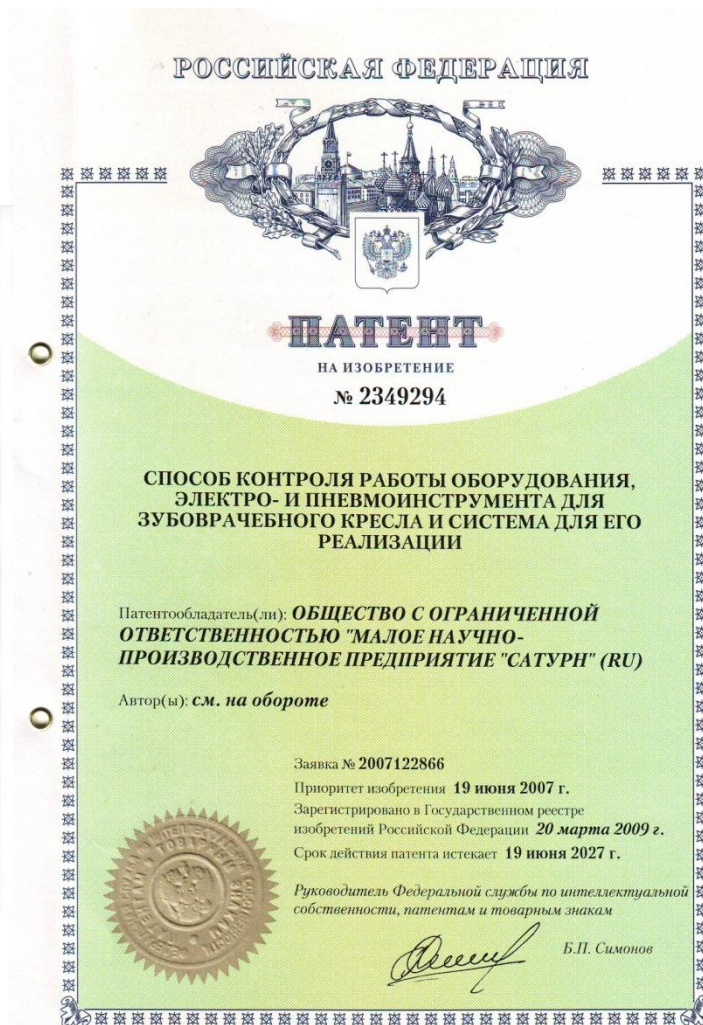 РОССИЙСКАЯ ФЕДЕРАЦИЯ
ПАТЕНТ
НА ИЗОБРЕТЕНИЕ
№ 2349294
СПОСОБ КОНТРОЛЯ РАБОТЫ ОБОРУДОВАНИЯ,
ЭЛЕКТРО- И ПНЕВМОИНСТРУМЕНТА ДЛЯ
ЗУБОВРАЧЕБНОГО КРЕСЛА И СИСТЕМА ДЛЯ ЕГО
РЕАЛИЗАЦИИ
Патентообладатель(ли): ОБЩЕСТВО С ОГРАНИЧЕННОЙ
ОТВЕТСТВЕННОСТЬЮ "МАЛОЕ НАУЧНО-
ПРОИЗВОДСТВЕННОЕ ПРЕДПРИЯТИЕ "САТУРН" (RU)
Автор(ы): см. на обороте
Заявка № 2007122866
Приоритет изобретения 19 июня 2007 г.
Зарегистрировано в Государственном реестре
изобретений Российской Федерации 20 марта 2009 г.
Срок действия патента истекает 19 июня 2027 г.
Руководитель Федеральной службы по интеллектуальной
собственности, патентам и товарным знакам
Б.П. Симонов